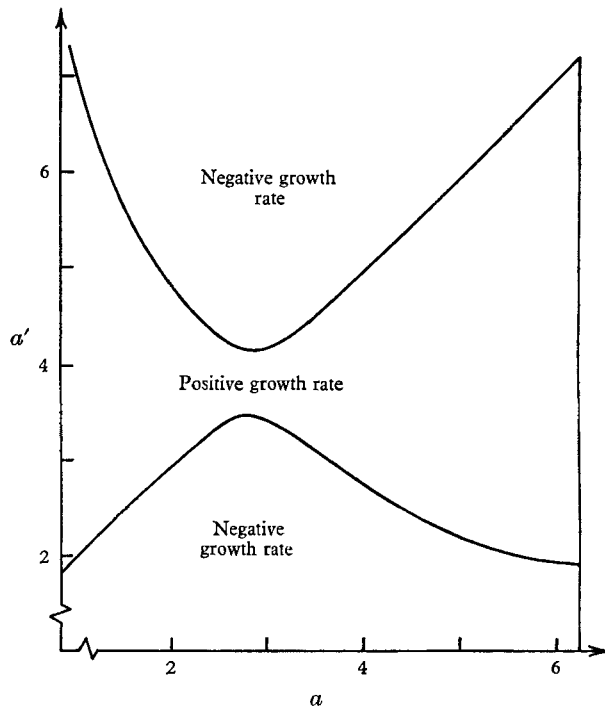 6
Negative growth
rate
a′
4
Positive growth rate
Negative
growth rate
2
2
4
6
a